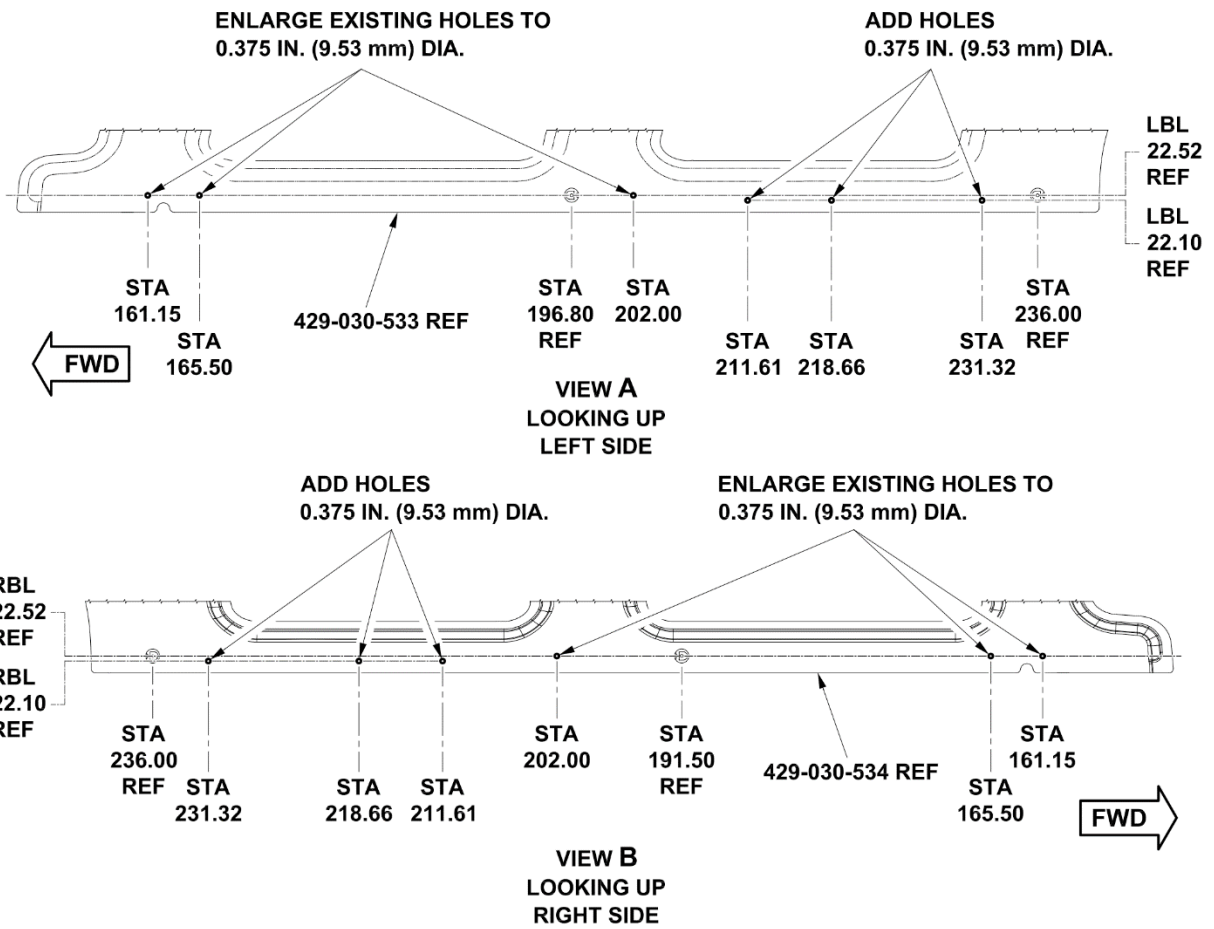 ENLARGE EXISTING HOLES TO
0.375 IN. (9.53 mm) DIA.
ADD HOLES
0.375 IN. (9.53 mm) DIA.
LBL
22.52
REF
LBL
22.10
REF
STA
161.15
STA
165.50
429-030-533 REF
STA
196.80
REF
STA
202.00
STA
211.61
STA
218.66
STA
231.32
STA
236.00
REF
FWD
VIEW A
LOOKING UP
LEFT SIDE
ADD HOLES
0.375 IN. (9.53 mm) DIA.
ENLARGE EXISTING HOLES TO
0.375 IN. (9.53 mm) DIA.
RBL
22.52
REF
RBL
22.10
REF
STA
236.00
REF
STA
231.32
STA
218.66
STA
211.61
STA
202.00
STA
191.50
REF
429-030-534 REF
STA
165.50
STA
161.15
FWD
VIEW B
LOOKING UP
RIGHT SIDE